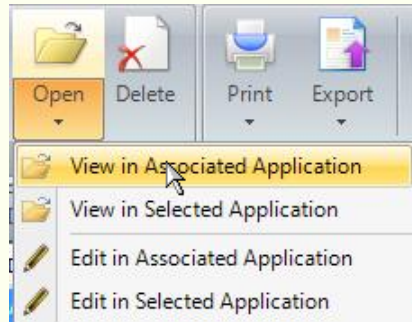 Open Delete Print Export
View in Associated Application
View in Selected Application
Edit in Associated Application
Edit in Selected Application